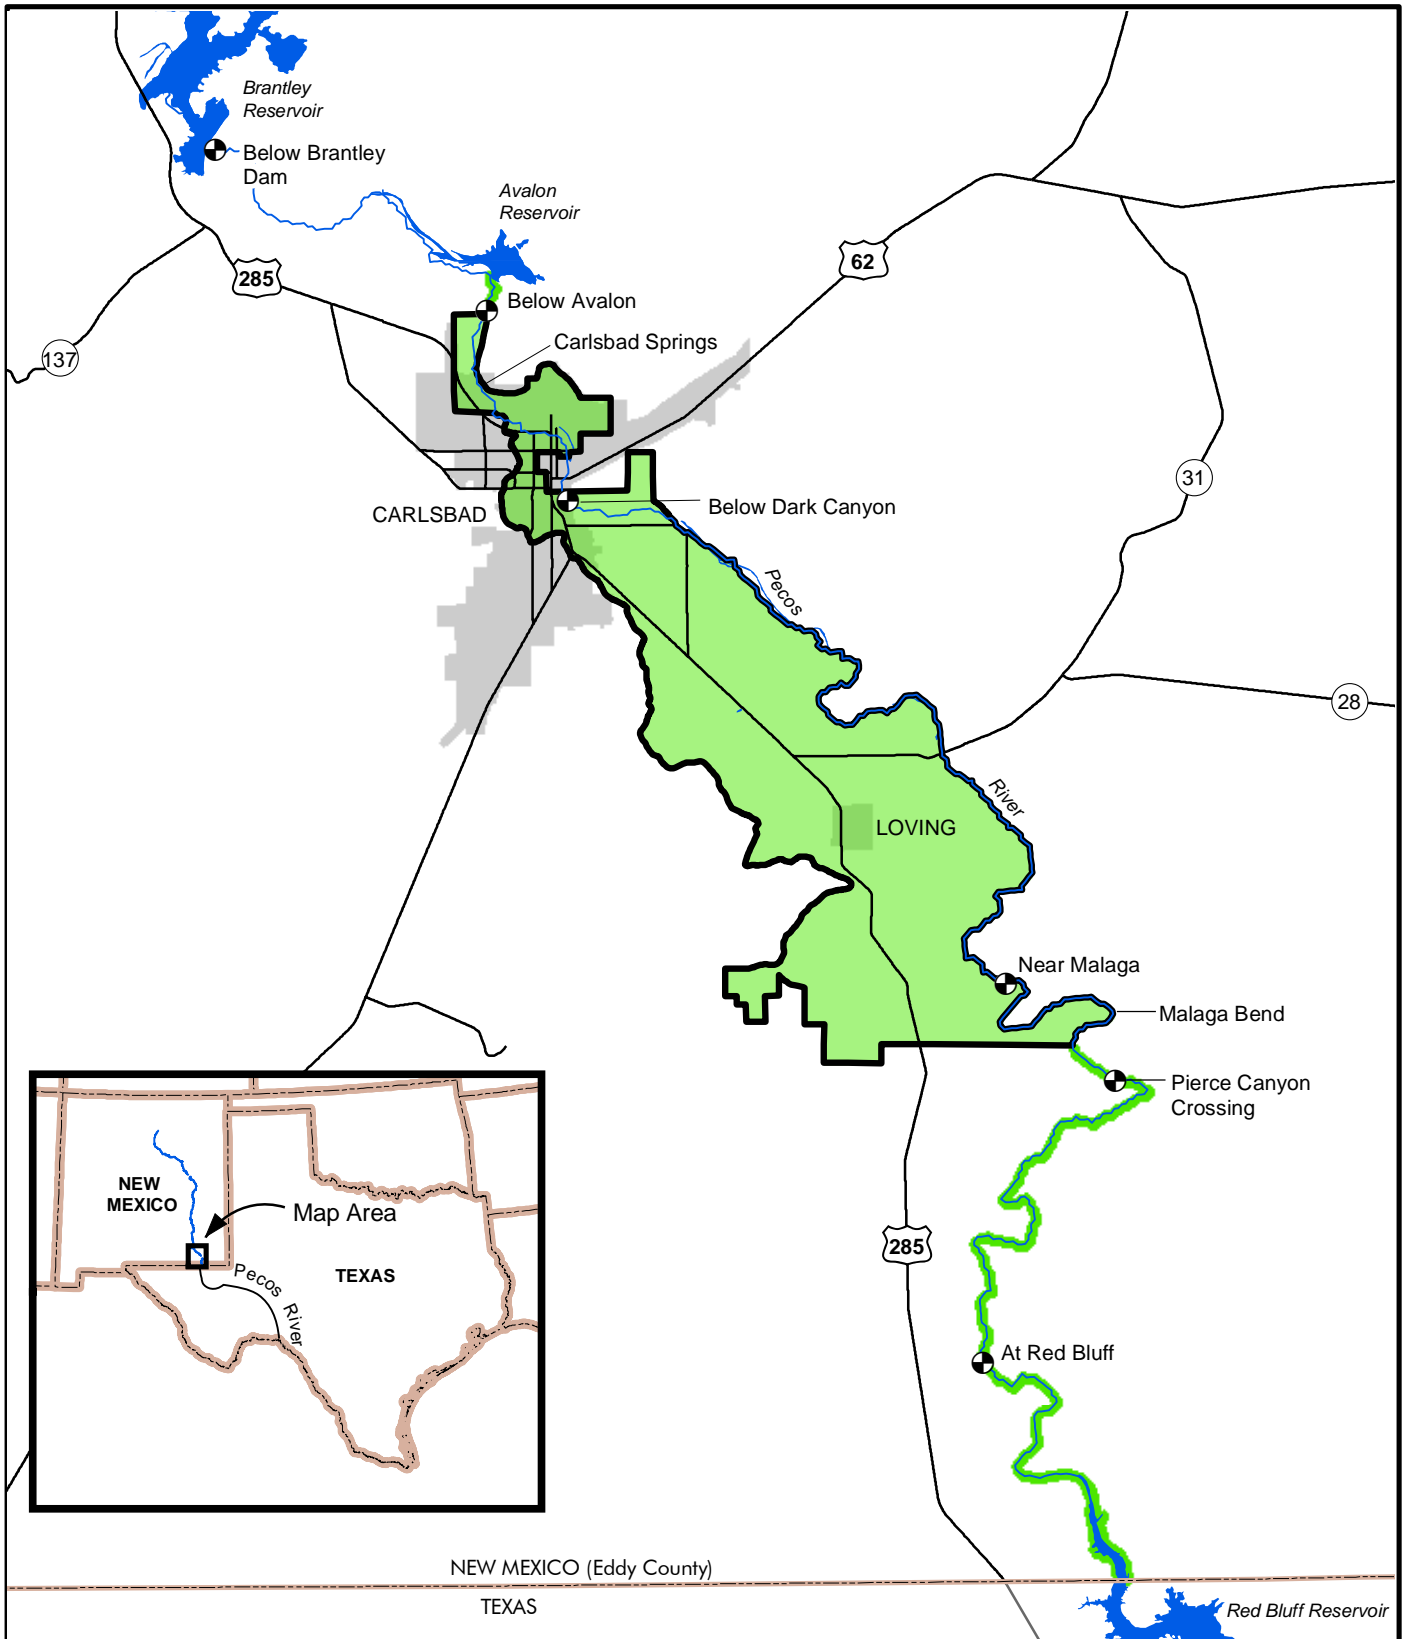 Brantley
Reservoir
Below Brantley
Dam
Avalon
Reservoir
62
285
Below Avalon
Carlsbad Springs
137
31
CARLSBAD
Below Dark Canyon
Pecos
28
River
LOVING
Near Malaga
Malaga Bend
Pierce Canyon
Crossing
NEW
MEXICO
Map Area
TEXAS
Pecos River
285
At Red Bluff
NEW MEXICO (Eddy County)
TEXAS
Red Bluff Reservoir